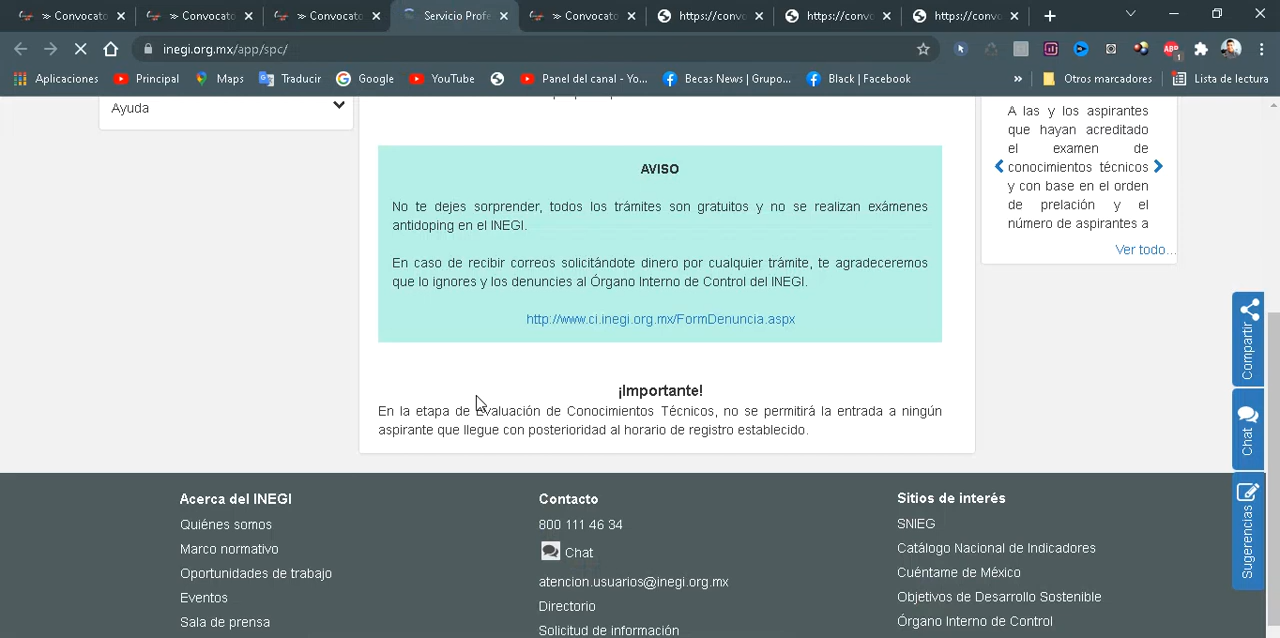 >> Convocato
>> Convocato
>> Convocato
Servicio Profe
>> Convocato
https://convo
https://convo
https://convo
inegi.org.mx/app/spc/
ABP
1
Aplicaciones
Principal
Maps
Traducir
Google
YouTube
Panel del canal - Yo...
Becas News | Grupo...
Black | Facebook
»
Otros marcadores
Lista de lectura
Ayuda
AVISO
No te dejes sorprender, todos los trámites son gratuitos y no se realizan exámenes
antidoping en el INEGI.
En caso de recibir correos solicitándote dinero por cualquier trámite, te agradeceremos
que lo ignores y los denuncies al Órgano Interno de Control del INEGI.
http://www.ci.inegi.org.mx/FormDenuncia.aspx
¡Importante!
En la etapa de Evaluación de Conocimientos Técnicos, no se permitirá la entrada a ningún
aspirante que llegue con posterioridad al horario de registro establecido.
A las y los aspirantes
que hayan acreditado
el examen de
conocimientos técnicos
y con base en el orden
de prelación y el
número de aspirantes a
Ver todo...
Compartir
Chat
Sugerencias
Acerca del INEGI
Quiénes somos
Marco normativo
Oportunidades de trabajo
Eventos
Sala de prensa
Contacto
800 111 46 34
Chat
atencion.usuarios@inegi.org.mx
Directorio
Solicitud de información
Sitios de interés
SNIEG
Catálogo Nacional de Indicadores
Cuéntame de México
Objetivos de Desarrollo Sostenible
Órgano Interno de Control